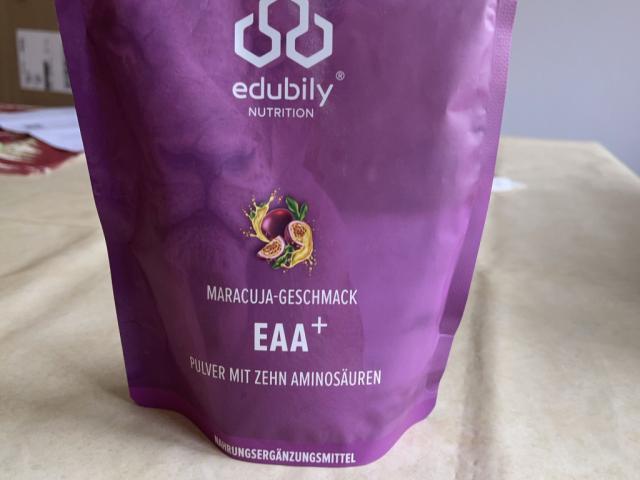 edubily®
NUTRITION
MARACUJA-GESCHMACK
EAA⁺
PULVER MIT ZEHN AMINOSÄUREN
NAHRUNGSERGÄNZUNGSMITTEL